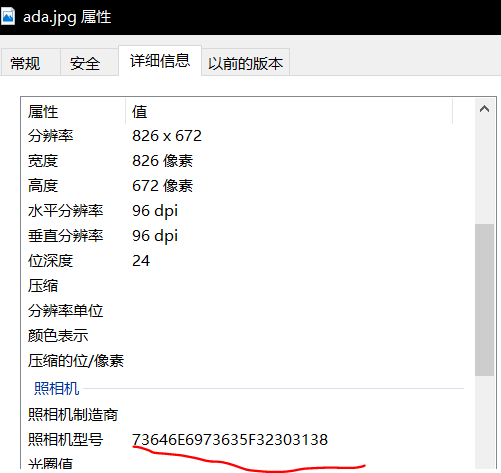 ada.jpg 属性
常规 安全 详细信息 以前的版本
属性 值
分辨率 826 x 672
宽度 826 像素
高度 672 像素
水平分辨率 96 dpi
垂直分辨率 96 dpi
位深度 24
压缩
分辨率单位
颜色表示
压缩的位/像素
照相机
照相机制造商
照相机型号 73646E6973635F32303138
光圈值